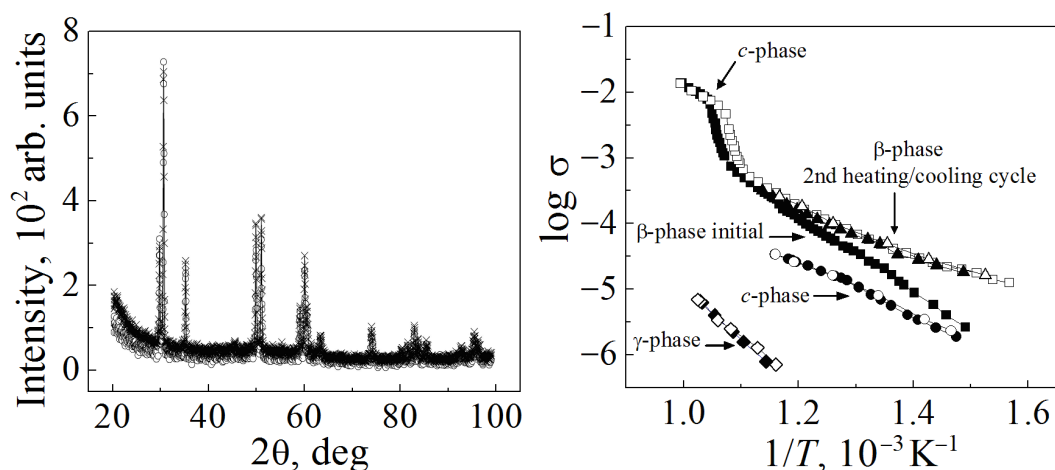 Intensity, 10² arb. units
8
6
4
2
0
20
40
60
80
100
2θ, deg
log σ
−1
−2
−3
−4
−5
−6
c-phase
β-phase
2nd heating/cooling cycle
β-phase initial
c-phase
γ-phase
1.0
1.2
1.4
1.6
1/T, 10⁻³ K⁻¹